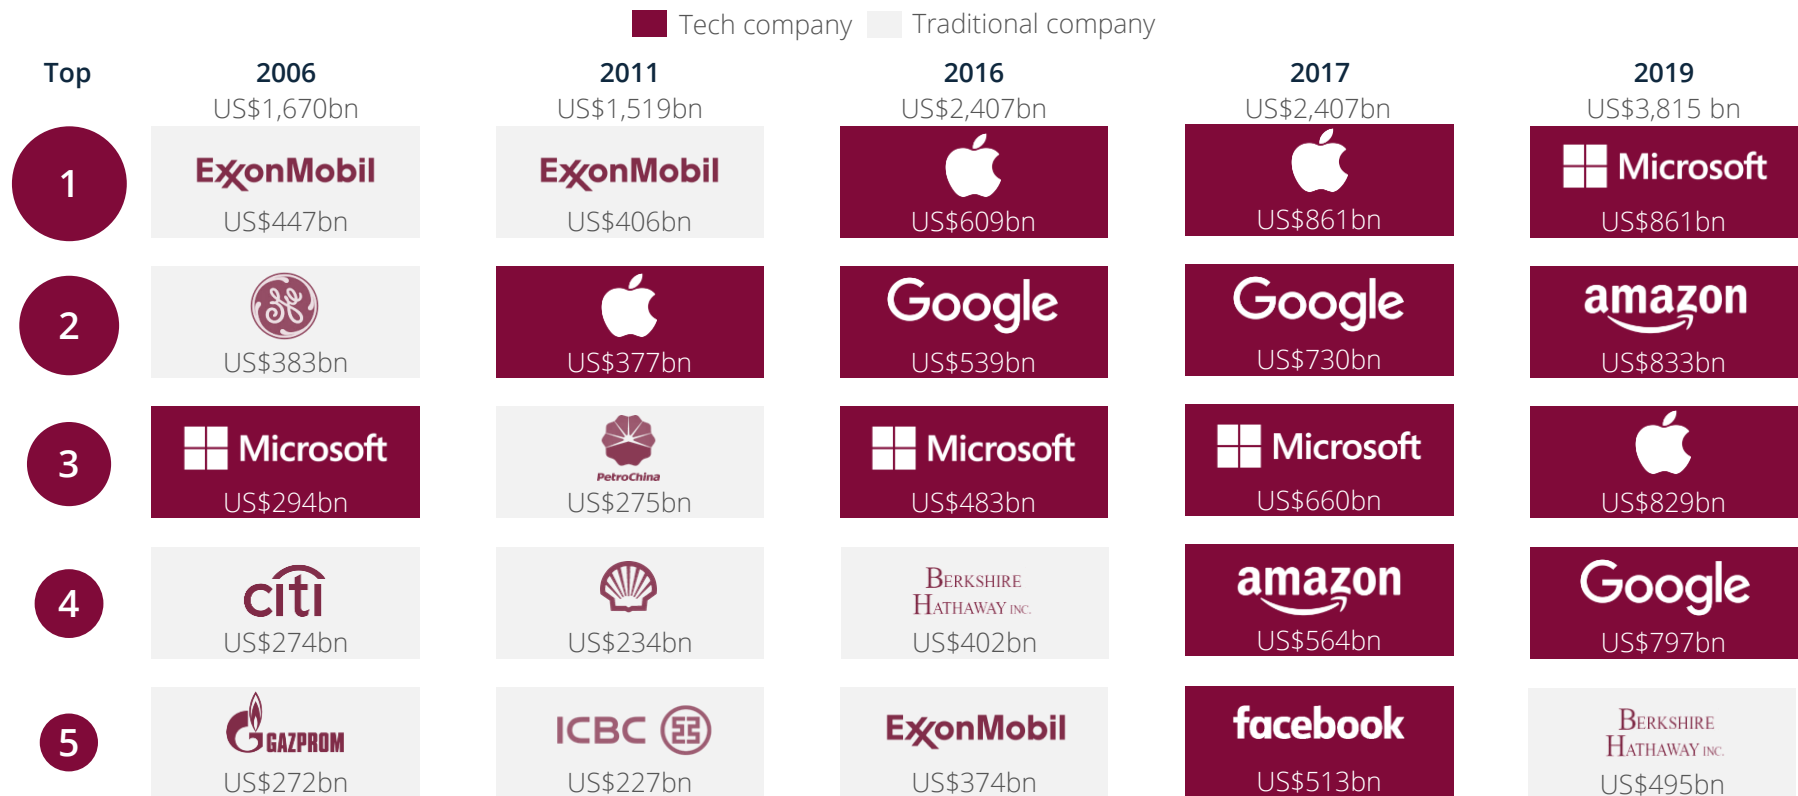 Tech company Traditional company
Top 2006 2011 2016 2017 2019
US$1,670bn US$1,519bn US$2,407bn US$2,407bn US$3,815 bn
1 ExxonMobil ExxonMobil Microsoft
US$447bn US$406bn US$609bn US$861bn US$861bn
2 GE Google Google amazon
US$383bn US$377bn US$539bn US$730bn US$833bn
3 Microsoft PetroChina Microsoft Microsoft
US$294bn US$275bn US$483bn US$660bn US$829bn
4 citi BERKSHIRE HATHAWAY INC. amazon Google
US$274bn US$234bn US$402bn US$564bn US$797bn
5 GAZPROM ICBC ExxonMobil facebook BERKSHIRE HATHAWAY INC.
US$272bn US$227bn US$374bn US$513bn US$495bn